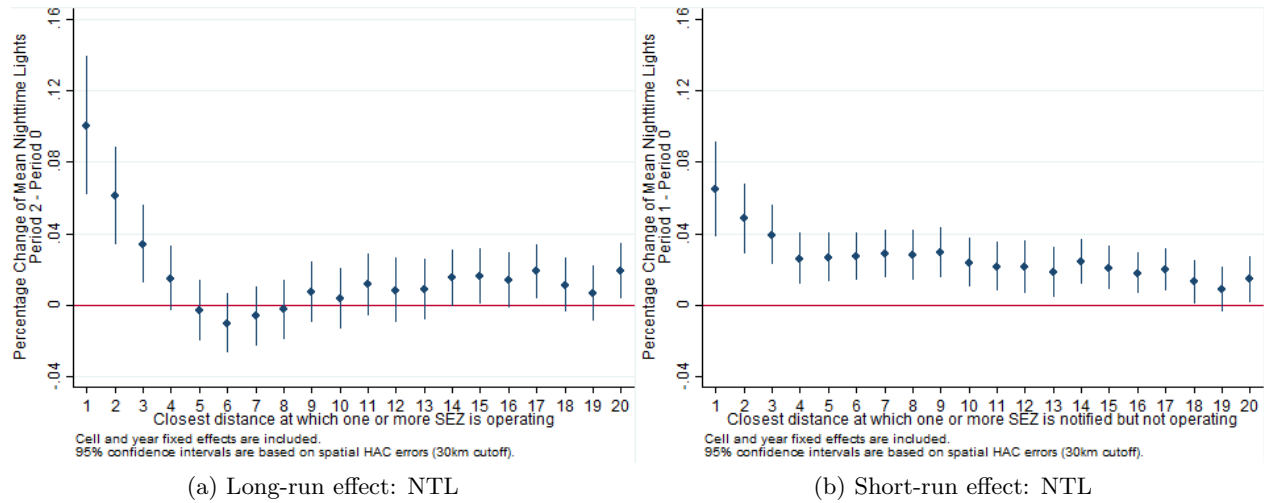 Percentage Change of Mean Nighttime Lights
Period 2 - Period 0
.16
.12
.08
.04
0
-.04
1 2 3 4 5 6 7 8 9 10 11 12 13 14 15 16 17 18 19 20
Closest distance at which one or more SEZ is operating
Cell and year fixed effects are included.
95% confidence intervals are based on spatial HAC errors (30km cutoff).
(a) Long-run effect: NTL
Percentage Change of Mean Nighttime Lights
Period 1 - Period 0
.16
.12
.08
.04
0
-.04
1 2 3 4 5 6 7 8 9 10 11 12 13 14 15 16 17 18 19 20
Closest distance at which one or more SEZ is notified but not operating
Cell and year fixed effects are included.
95% confidence intervals are based on spatial HAC errors (30km cutoff).
(b) Short-run effect: NTL